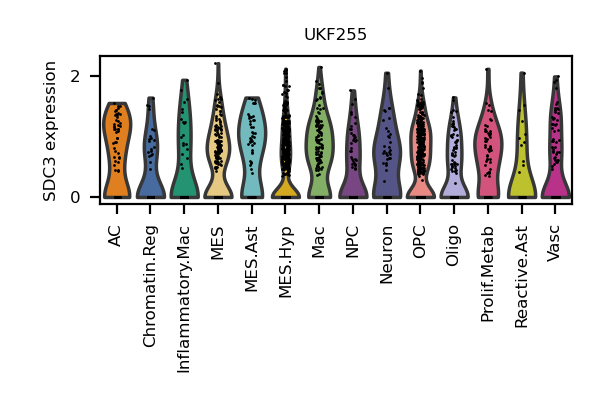 UKF255
SDC3 expression
2
0
AC
Chromatin.Reg
Inflammatory.Mac
MES
MES.Ast
MES.Hyp
Mac
NPC
Neuron
OPC
Oligo
Prolif.Metab
Reactive.Ast
Vasc